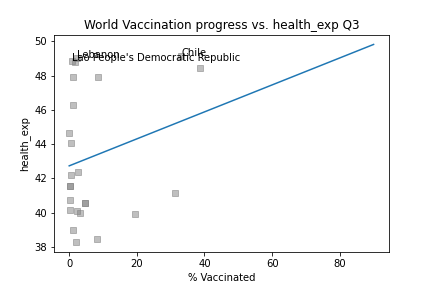 World Vaccination progress vs. health_exp Q3
50
48
46
44
42
40
38
health_exp
Lebanon
Chile
Lao People's Democratic Republic
0
20
40
60
80
% Vaccinated